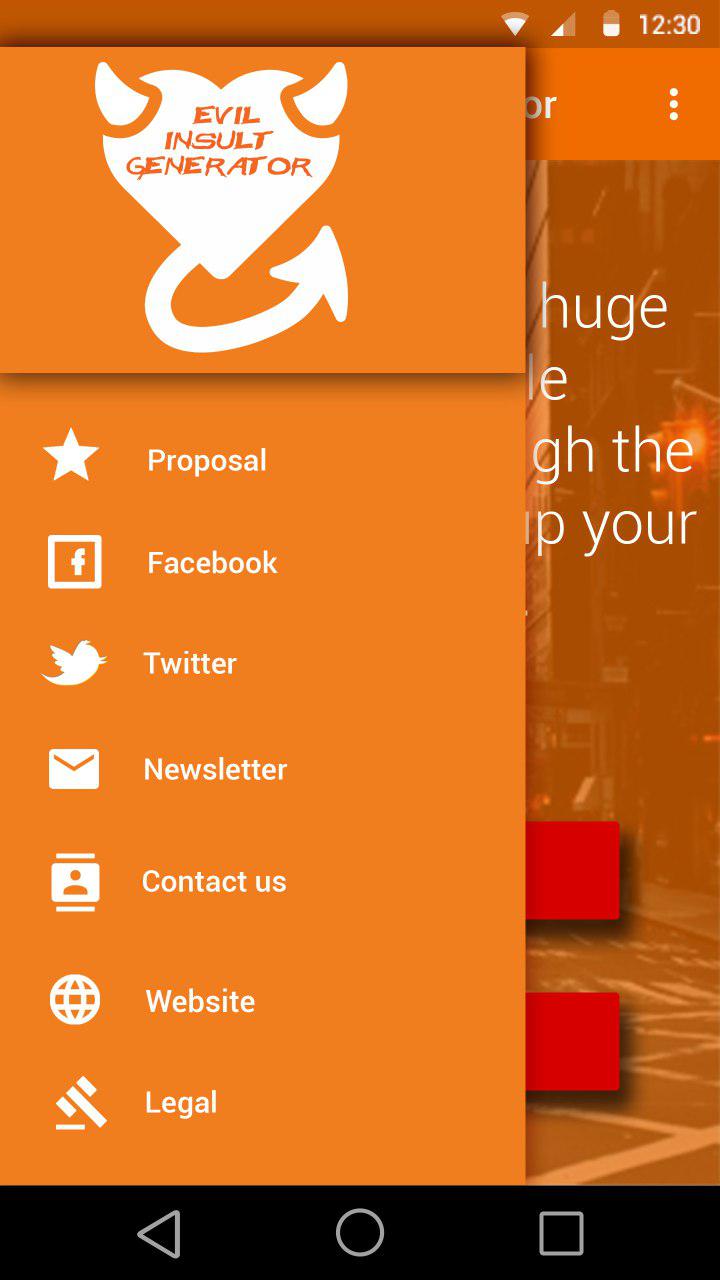 12:30
or
EVIL
INSULT
GENERATOR
huge
le
gh the
up your
.
Proposal
Facebook
Twitter
Newsletter
Contact us
Website
Legal